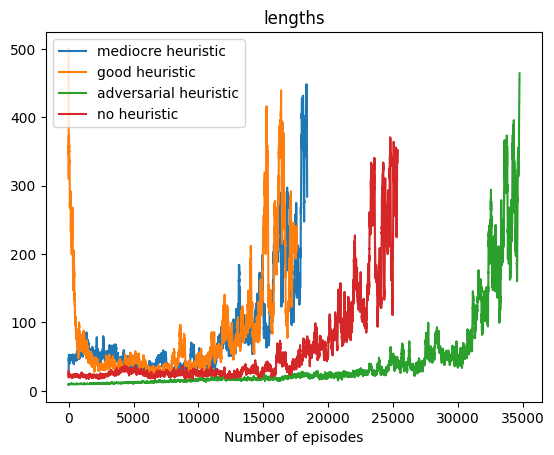 lengths
mediocre heuristic
good heuristic
adversarial heuristic
no heuristic
500
400
300
200
100
0
0 5000 10000 15000 20000 25000 30000 35000
Number of episodes